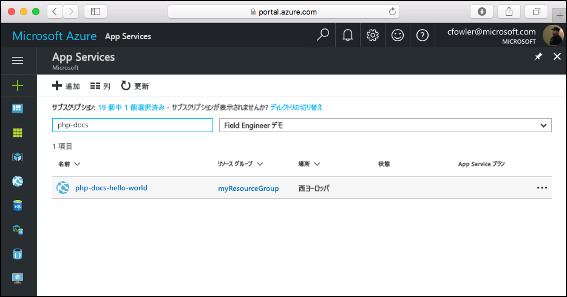 portal.azure.com
Microsoft Azure App Services
cfowler@microsoft.com
MICROSOFT
App Services
Microsoft
追加 列 更新
サブスクリプション: 19 個中 1 個選択済み - サブスクリプションが表示されませんか? ディレクトリの切り替え
php-docs Field Engineer デモ
1 項目
名前 リソース グループ 場所 状態 App Service プラン
php-docs-hello-world myResourceGroup 西ヨーロッパ